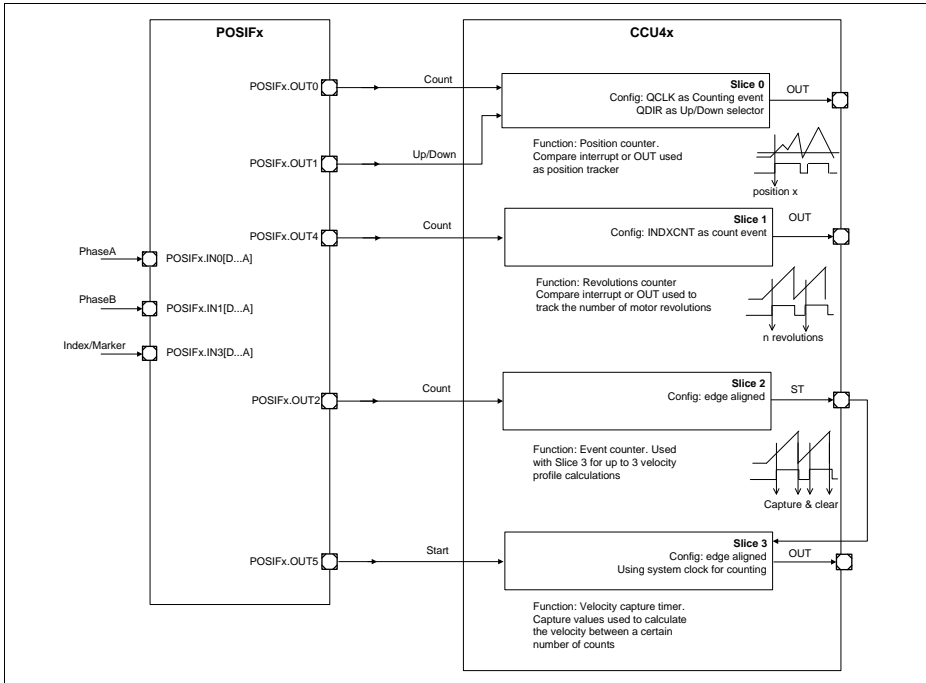 POSIFx
CCU4x
POSIFx.OUT0
Count
Slice 0
Config: QCLK as Counting event
QDIR as Up/Down selector
OUT
POSIFx.OUT1
Up/Down
Function: Position counter.
Compare interrupt or OUT used
as position tracker
position x
POSIFx.OUT4
Count
Slice 1
Config: INDXCNT as count event
OUT
PhaseA
POSIFx.IN0[D...A]
PhaseB
POSIFx.IN1[D...A]
Index/Marker
POSIFx.IN3[D...A]
Function: Revolutions counter
Compare interrupt or OUT used to
track the number of motor revolutions
n revolutions
POSIFx.OUT2
Count
Slice 2
Config: edge aligned
ST
Function: Event counter. Used
with Slice 3 for up to 3 velocity
profile calculations
Capture & clear
POSIFx.OUT5
Start
Slice 3
Config: edge aligned
Using system clock for counting
OUT
Function: Velocity capture timer.
Capture values used to calculate
the velocity between a certain
number of counts